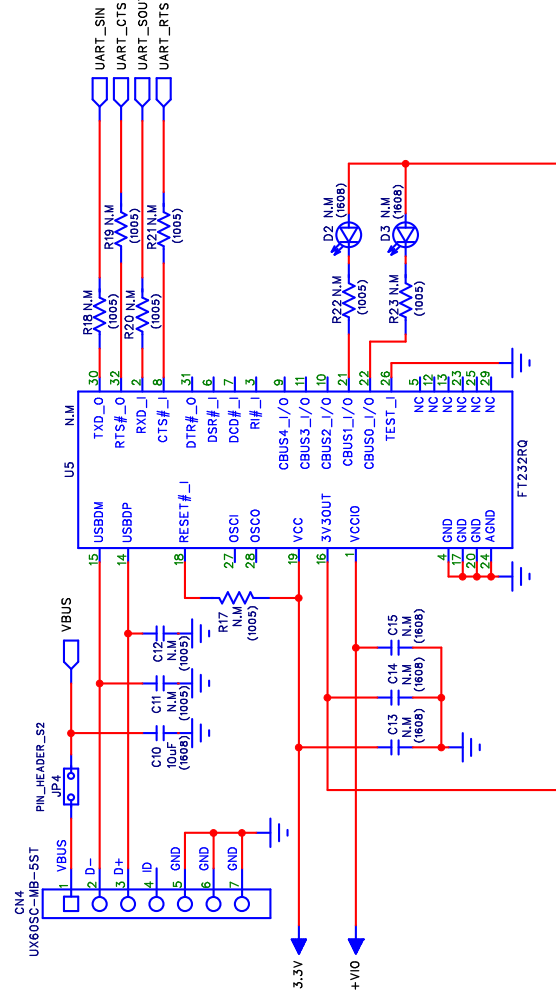 UART_SIN
UART_CTS
UART_SOU
UART_RTS
R18 N.M
(1005)
R19 N.M
(1005)
R20 N.M
(1005)
R21 N.M
(1005)
D2 N.M
(1608)
D3 N.M
(1608)
R22 N.M
(1005)
R23 N.M
(1005)
30
32
2
8
31
6
7
3
9
11
10
21
22
26
5
12
13
23
25
29
U5
N.M
TXD_O
RTS#_O
RXD_I
CTS#_I
DTR#_O
DSR#_I
DCD#_I
RI#_I
CBUS4_I/O
CBUS3_I/O
CBUS2_I/O
CBUS1_I/O
CBUS0_I/O
TEST_I
NC
NC
NC
NC
NC
NC
USBDM
USBDP
RESET#_I
OSCI
OSCO
VCC
3V3OUT
VCCIO
GND
GND
GND
AGND
FT232RQ
15
14
18
27
28
19
16
1
4
17
20
24
R17
N.M
(1005)
VBUS
C12
N.M
(1005)
C11
N.M
(1005)
C10
10uF
(1608)
C15
N.M
(1608)
C14
N.M
(1608)
C13
N.M
(1608)
PIN_HEADER_S2
JP4
CN4
UX60SC-MB-5ST
VBUS
D-
D+
ID
GND
GND
GND
1
2
3
4
5
6
7
3.3V
+VIO